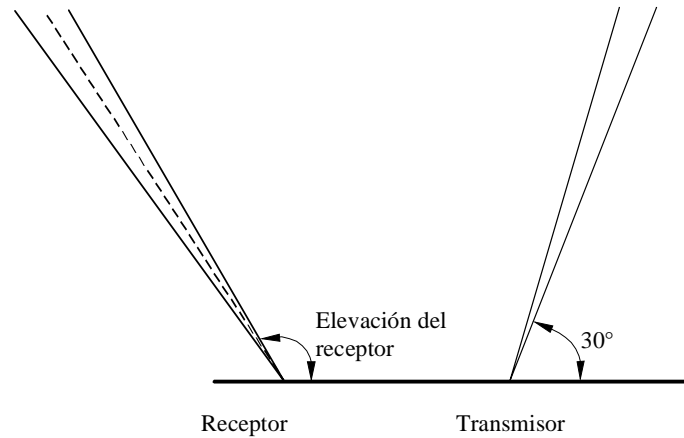 Elevación del
receptor
30°
Receptor
Transmisor